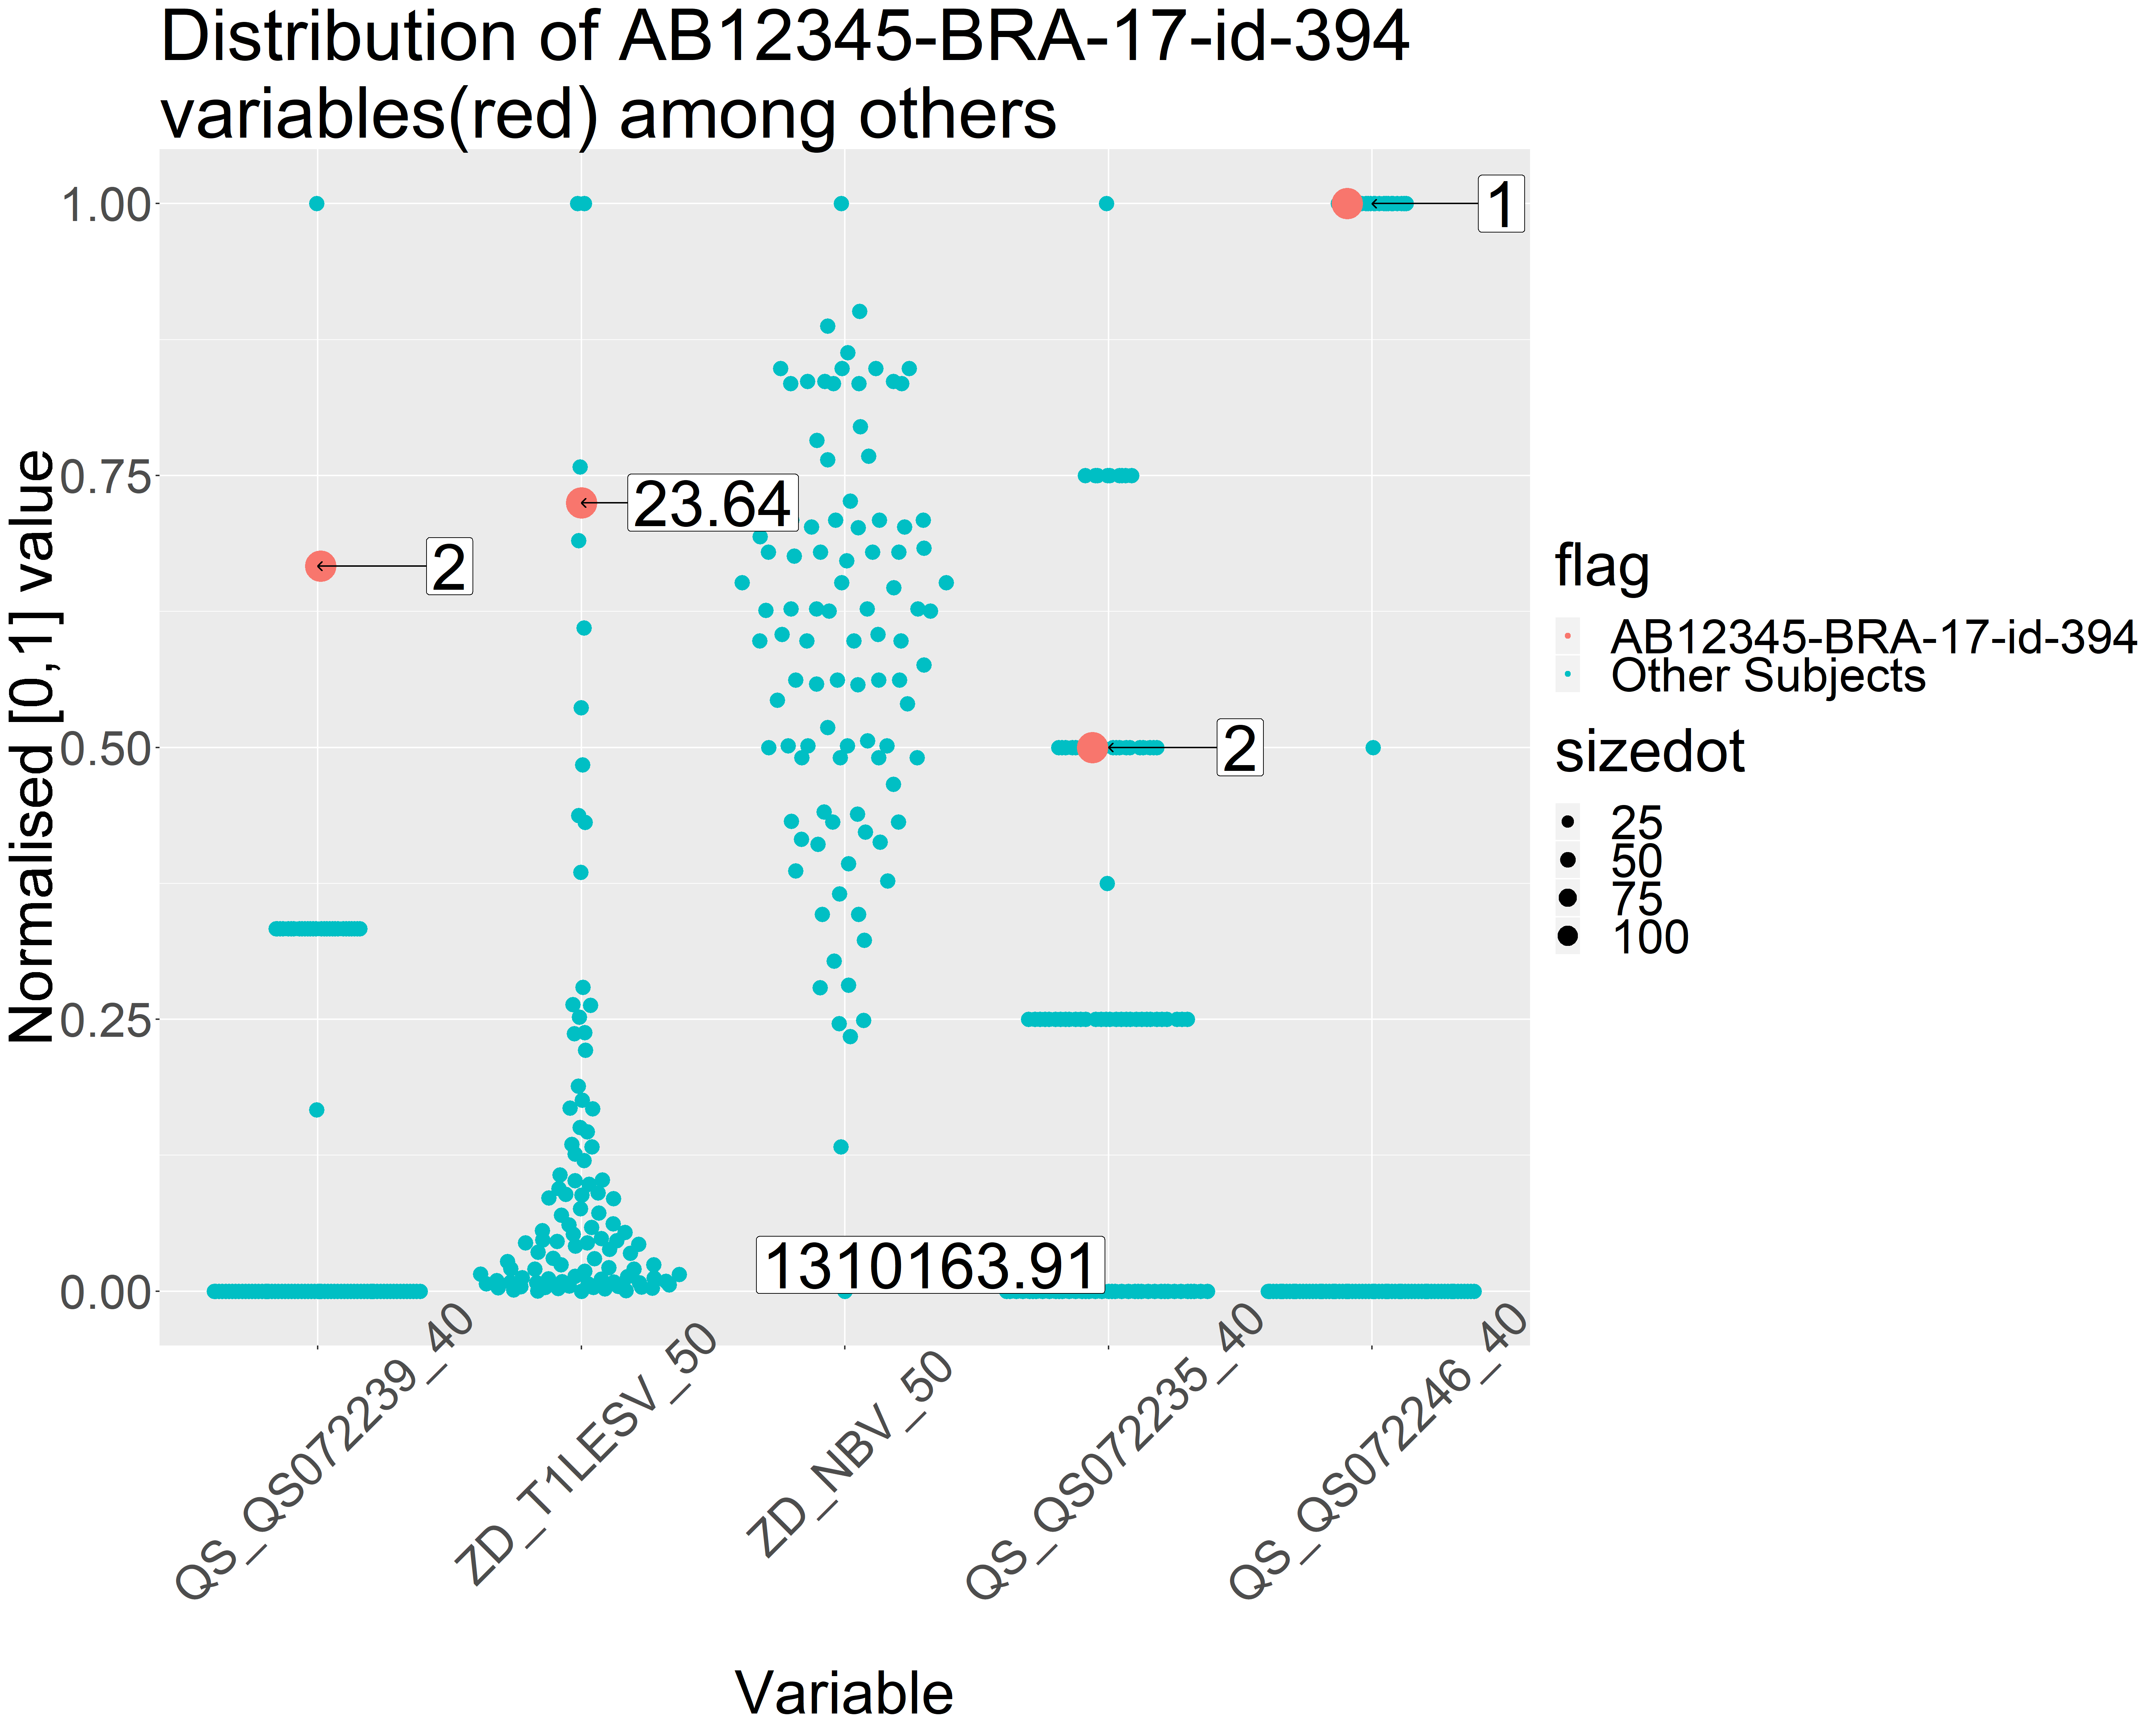 Distribution of AB12345-BRA-17-id-394
variables(red) among others
Normalised [0,1] value
1.00
0.75
0.50
0.25
0.00
1
23.64
2
2
1310163.91
QS_QS072239_40
ZD_T1LESV_50
ZD_NBV_50
QS_QS072235_40
QS_QS072246_40
Variable
flag
AB12345-BRA-17-id-394
Other Subjects
sizedot
25
50
75
100